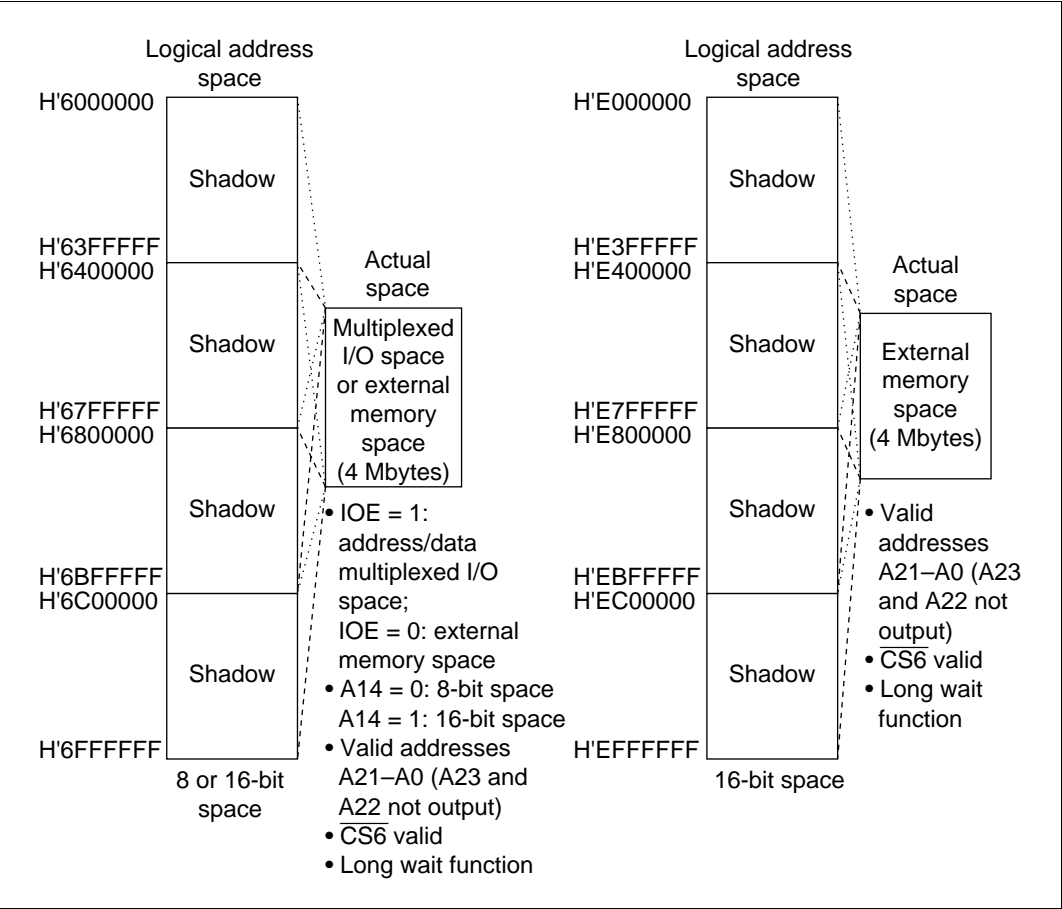 Logical address
space
H'6000000
Shadow
H'63FFFFF
H'6400000
Shadow
H'67FFFFF
H'6800000
Shadow
H'6BFFFFF
H'6C00000
Shadow
H'6FFFFFF
8 or 16-bit
space
Actual
space
Multiplexed
I/O space
or external
memory
space
(4 Mbytes)
• IOE = 1:
address/data
multiplexed I/O
space;
IOE = 0: external
memory space
• A14 = 0: 8-bit space
A14 = 1: 16-bit space
• Valid addresses
A21–A0 (A23 and
A22 not output)
• C̅S̅6̅ valid
• Long wait function
Logical address
space
H'E000000
Shadow
H'E3FFFFF
H'E400000
Shadow
H'E7FFFFF
H'E800000
Shadow
H'EBFFFFF
H'EC00000
Shadow
H'EFFFFFF
16-bit space
Actual
space
External
memory
space
(4 Mbytes)
• Valid
addresses
A21–A0 (A23
and A22 not
output)
• C̅S̅6̅ valid
• Long wait
function